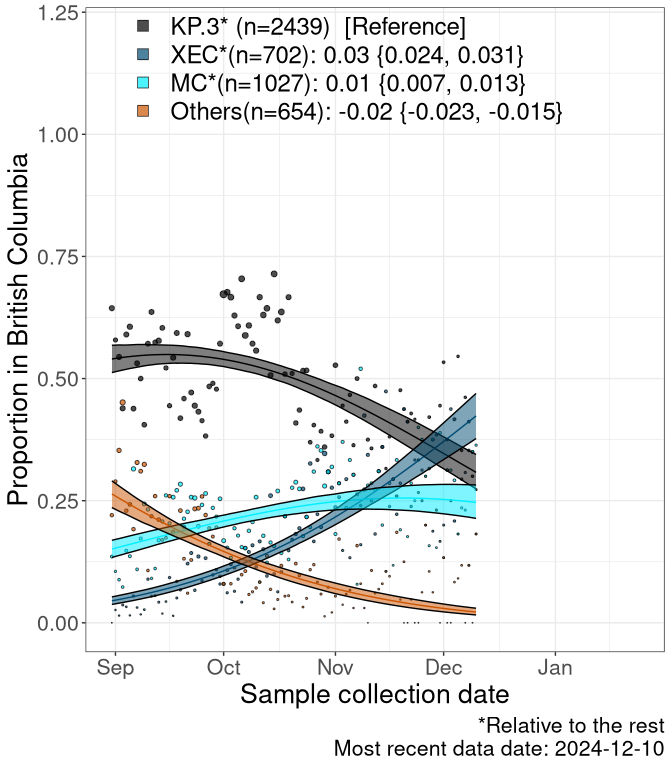 KP.3* (n=2439)  [Reference]
XEC*(n=702): 0.03 {0.024, 0.031}
MC*(n=1027): 0.01 {0.007, 0.013}
Others(n=654): -0.02 {-0.023, -0.015}
Proportion in British Columbia
1.25
1.00
0.75
0.50
0.25
0.00
Sep Oct Nov Dec Jan
Sample collection date
*Relative to the rest
Most recent data date: 2024-12-10